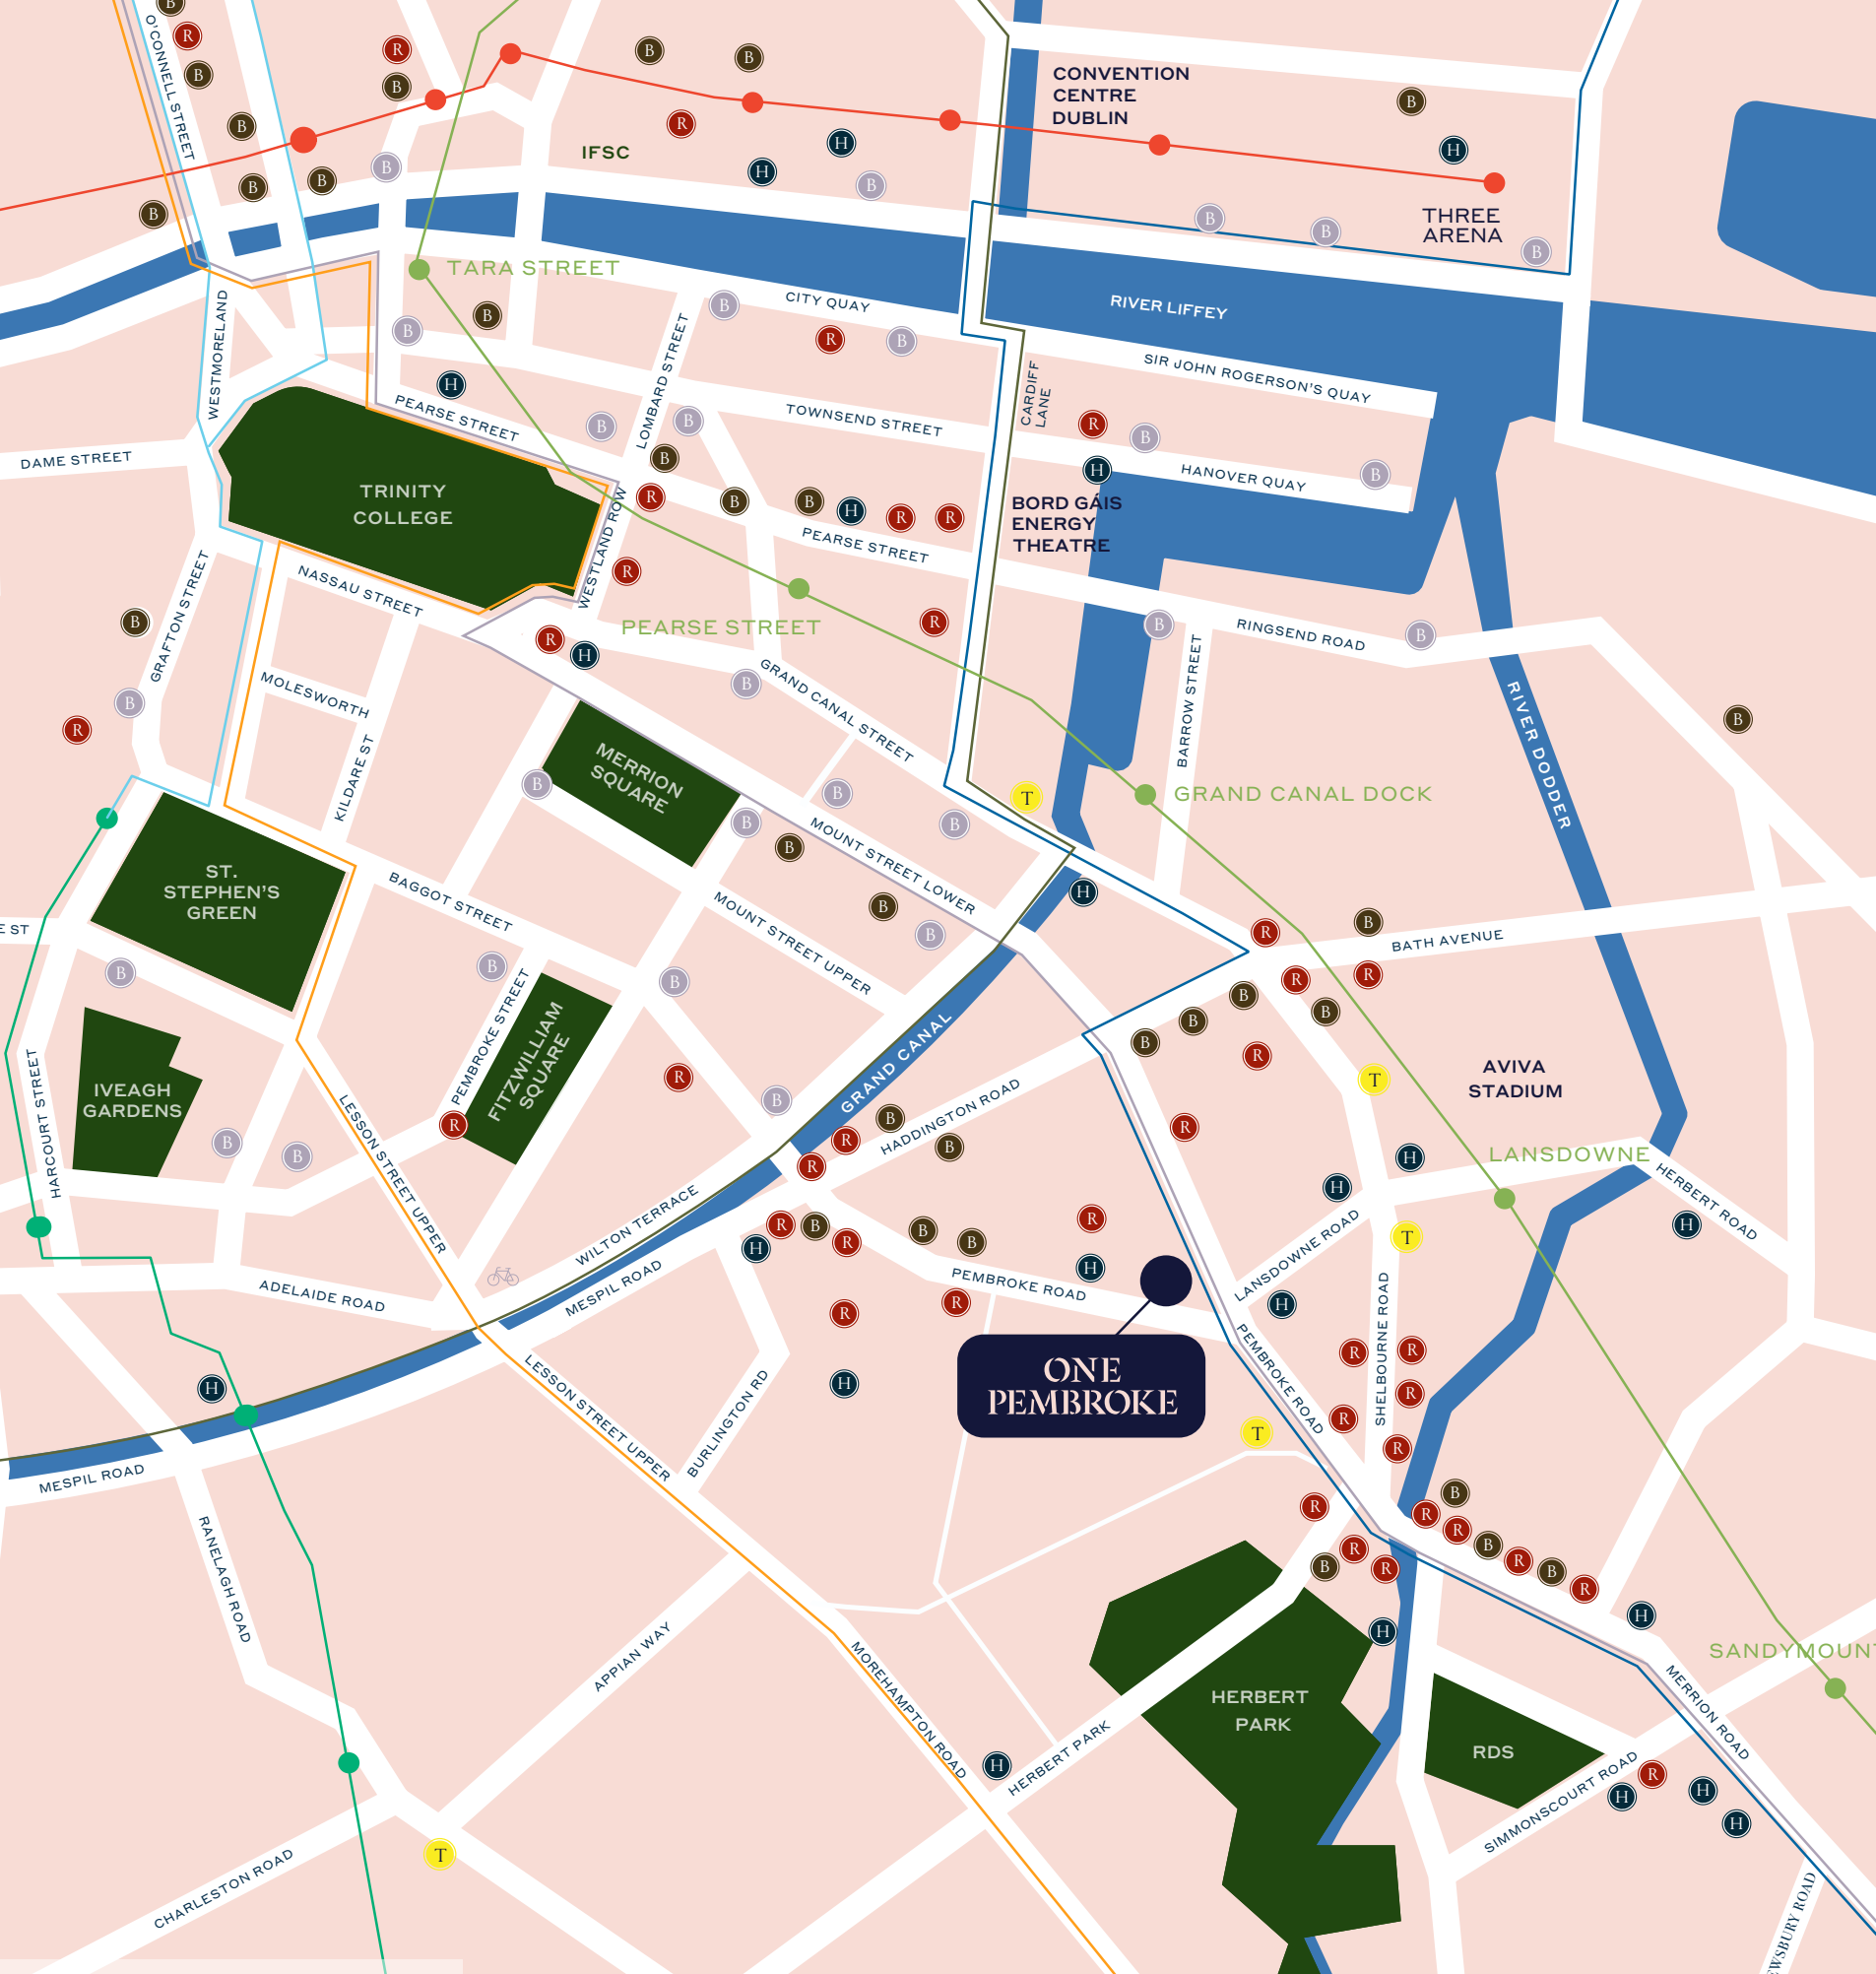 O'CONNELL STREET
CONVENTION
CENTRE
DUBLIN
IFSC
THREE
ARENA
TARA STREET
CITY QUAY
RIVER LIFFEY
WESTMORELAND
LOMBARD STREET
SIR JOHN ROGERSON'S QUAY
CARDIFF
LANE
PEARSE STREET
TOWNSEND STREET
DAME STREET
HANOVER QUAY
TRINITY
COLLEGE
BORD GÁIS
ENERGY
THEATRE
WESTLAND ROW
PEARSE STREET
NASSAU STREET
GRAFTON STREET
PEARSE STREET
RINGSEND ROAD
MOLESWORTH
GRAND CANAL STREET
BARROW STREET
RIVER DODDER
KILDARE ST
MERRION
SQUARE
GRAND CANAL DOCK
MOUNT STREET LOWER
ST.
STEPHEN'S
GREEN
BAGGOT STREET
MOUNT STREET UPPER
E ST
BATH AVENUE
PEMBROKE STREET
FITZWILLIAM
SQUARE
GRAND CANAL
AVIVA
STADIUM
IVEAGH
GARDENS
HARCOURT STREET
HADDINGTON ROAD
LESSON STREET UPPER
LANSDOWNE
HERBERT ROAD
WILTON TERRACE
LANSDOWNE ROAD
ADELAIDE ROAD
MESPIL ROAD
PEMBROKE ROAD
SHELBOURNE ROAD
PEMBROKE ROAD
ONE
PEMBROKE
LESSON STREET UPPER
BURLINGTON RD
MESPIL ROAD
RANELAGH ROAD
APPIAN WAY
MOREHAMPTON ROAD
SANDYMOUNT
MERRION ROAD
HERBERT
PARK
HERBERT PARK
RDS
SIMMONSCOURT ROAD
CHARLESTON ROAD
WSBURY ROAD